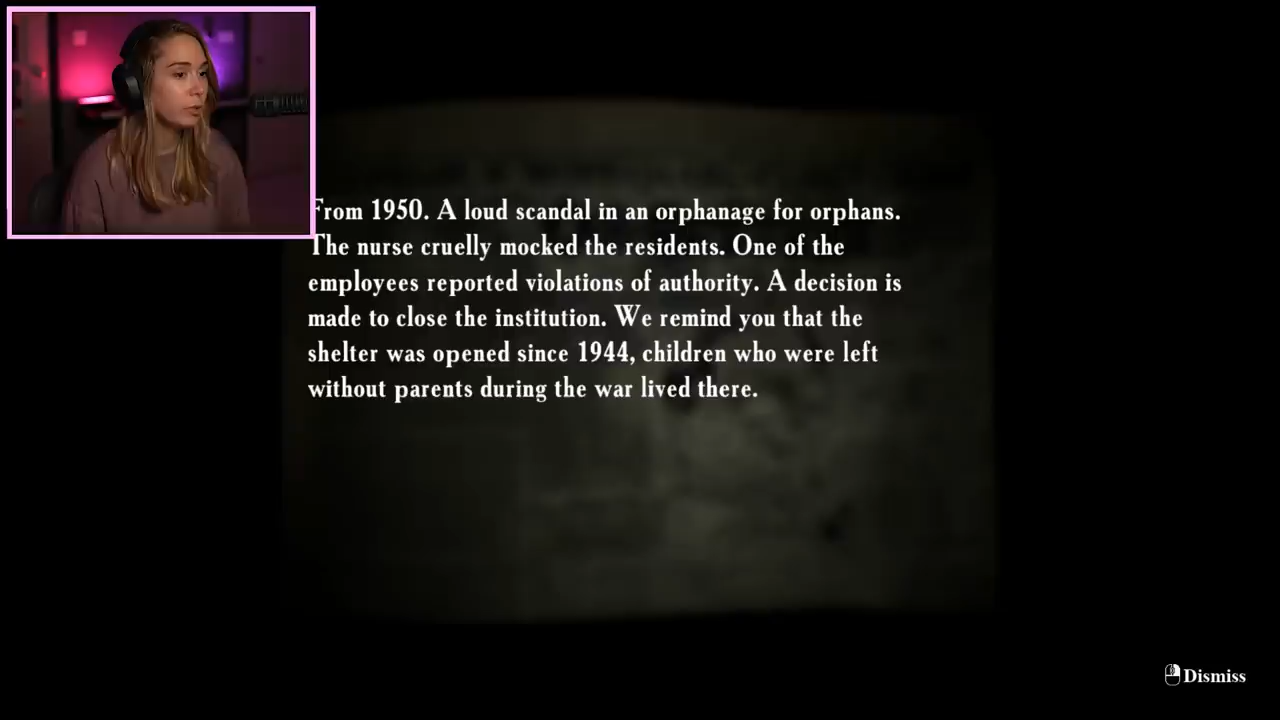 From 1950. A loud scandal in an orphanage for orphans.
The nurse cruelly mocked the residents. One of the
employees reported violations of authority. A decision is
made to close the institution. We remind you that the
shelter was opened since 1944, children who were left
without parents during the war lived there.
Dismiss